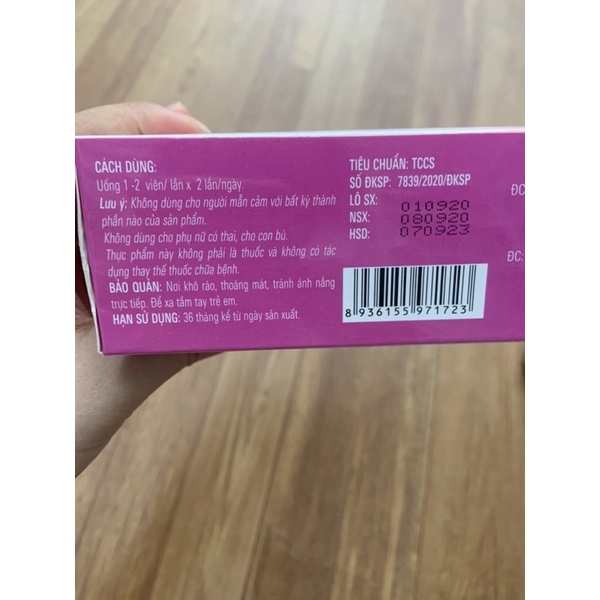 CÁCH DÙNG:
Uống 1 -2 viên/ lần x 2 lần/ngày.
Lưu ý: Không dùng cho người mẫn cảm với bất kỳ thành
phần nào của sản phẩm.
Không dùng cho phụ nữ có thai, cho con bú.
Thực phẩm này không phải là thuốc và không có tác
dụng thay thế thuốc chữa bệnh.
BẢO QUẢN: Nơi khô ráo, thoáng mát, tránh ánh nắng
trực tiếp. Để xa tầm tay trẻ em.
HẠN SỬ DỤNG: 36 tháng kể từ ngày sản xuất.
TIÊU CHUẨN: TCCS
SỐ ĐKSP: 7839/2020/ĐKSP
LÔ SX: 010920
NSX: 080920
HSD: 070923
8 936155 971723
ĐC
ĐC: